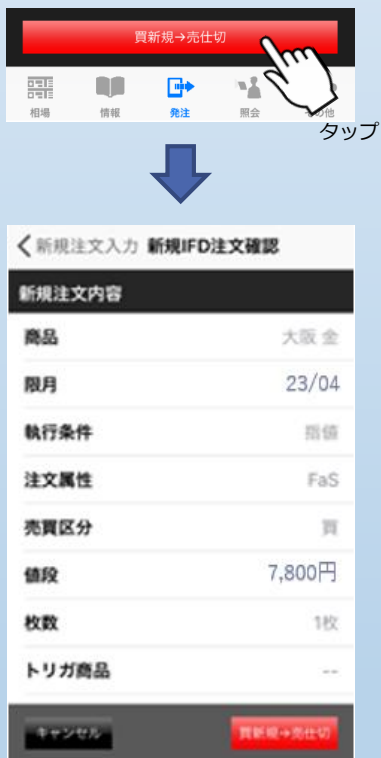 買新規→売仕切
相場 情報 発注 照会 その他
タップ
新規注文入力 新規IFD注文確認
新規注文内容
商品 大阪 金
限月 23/04
執行条件 指値
注文属性 FaS
売買区分 買
値段 7,800円
枚数 1枚
トリガ商品 --
キャンセル 買新規→売仕切